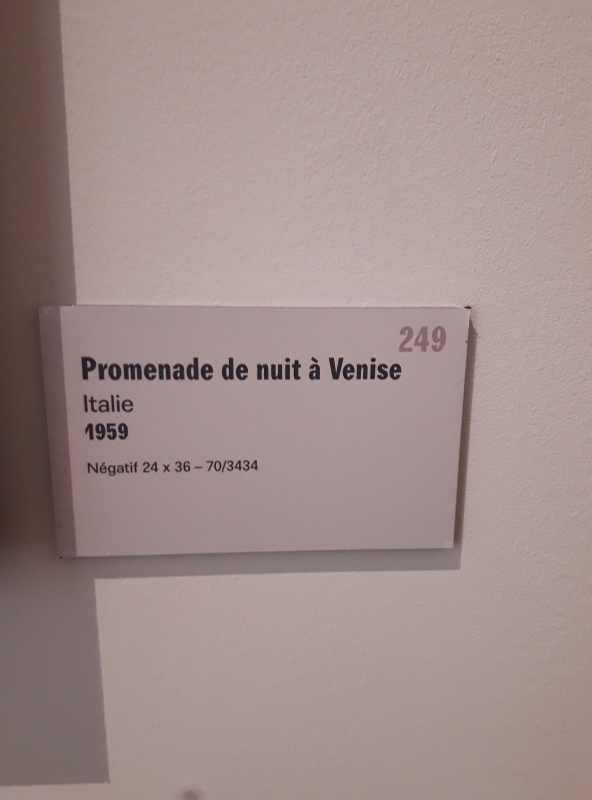 249
Promenade de nuit à Venise
Italie
1959
Négatif 24 x 36 – 70/3434